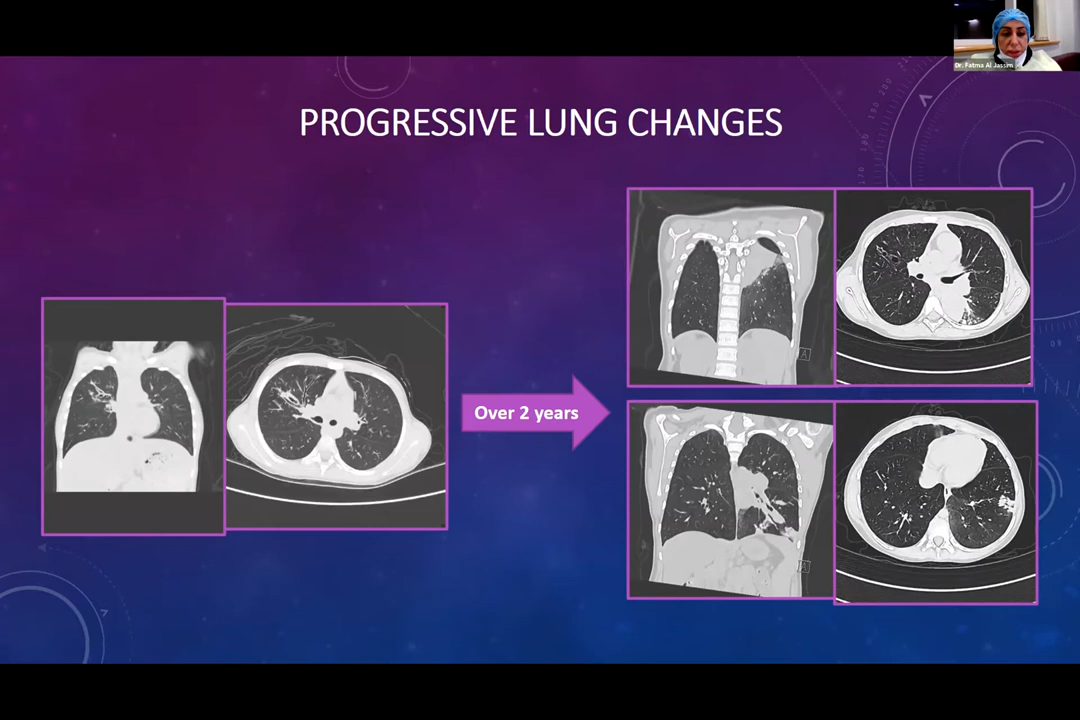 Dr. Fatma Al Jassim
PROGRESSIVE LUNG CHANGES
Over 2 years
A
A